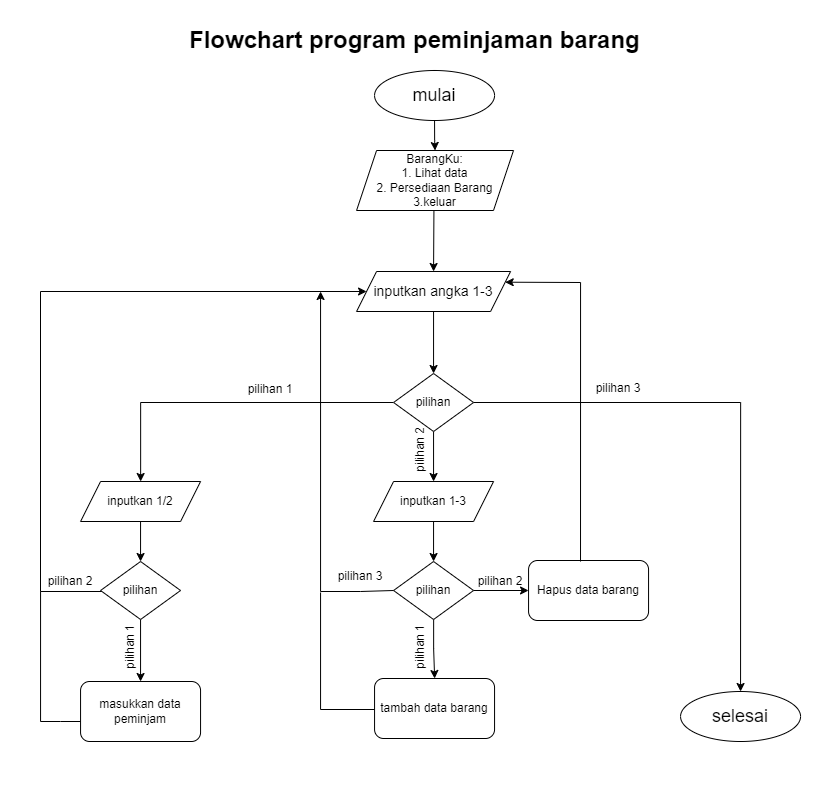 Flowchart program peminjaman barang
mulai
BarangKu:
1. Lihat data
2. Persediaan Barang
3.keluar
inputkan angka 1-3
pilihan 1
pilihan
pilihan 3
pilihan 2
inputkan 1/2
inputkan 1-3
pilihan 2
pilihan
pilihan 3
pilihan
pilihan 2
Hapus data barang
pilihan 1
pilihan 1
masukkan data
peminjam
tambah data barang
selesai